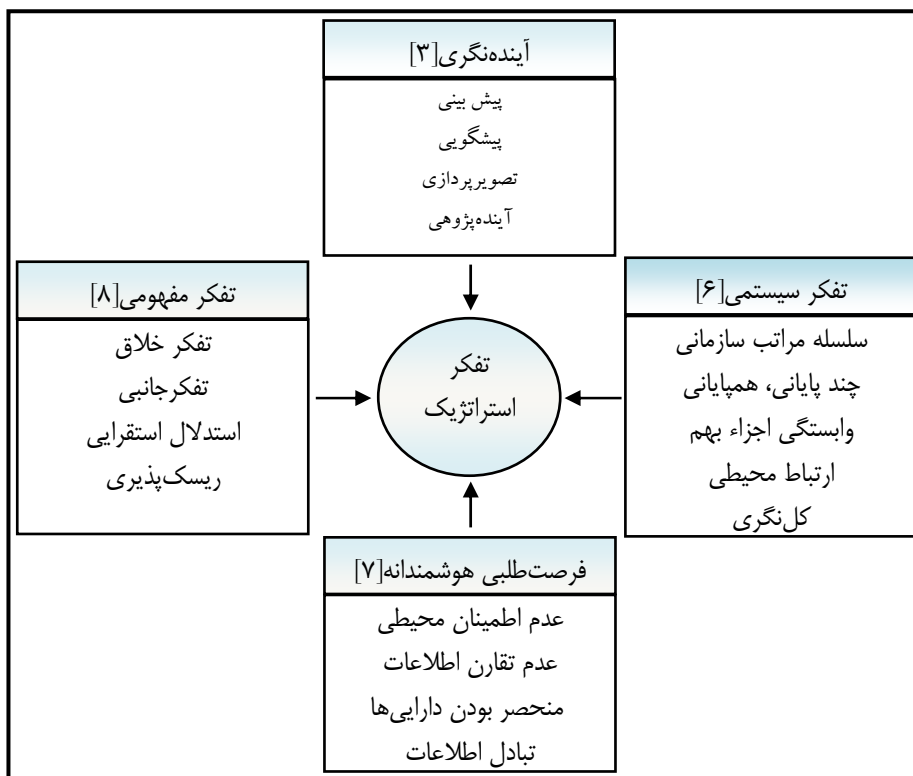 آینده‌نگری[۳]
پیش بینی
پیشگویی
تصویرپردازی
آینده‌پژوهی
تفکر سیستمی[۶]
سلسله مراتب سازمانی
چند پایانی، همپایانی
وابستگی اجزاء بهم
ارتباط محیطی
کل‌نگری
تفکر
استراتژیک
تفکر مفهومی[۸]
تفکر خلاق
تفکرجانبی
استدلال استقرایی
ریسک‌پذیری
فرصت‌طلبی هوشمندانه[۷]
عدم اطمینان محیطی
عدم تقارن اطلاعات
منحصر بودن دارایی‌ها
تبادل اطلاعات